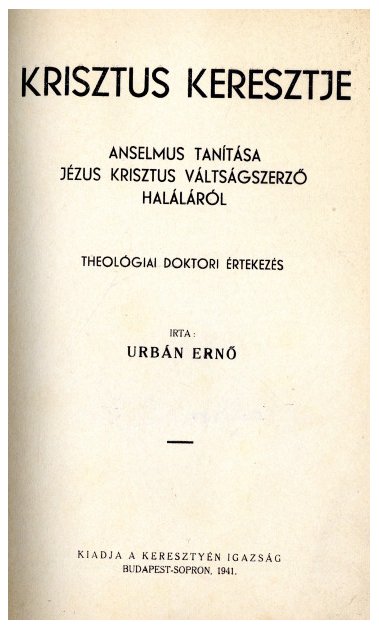 KRISZTUS KERESZTJE
ANSELMUS TANÍTÁSA
JÉZUS KRISZTUS VÁLTSÁGSZERZŐ
HALÁLÁRÓL
THEOLÓGIAI DOKTORI ÉRTEKEZÉS
IRTA:
URBÁN ERNŐ
KIADJA A KERESZTYÉN IGAZSÁG
BUDAPEST-SOPRON, 1941.